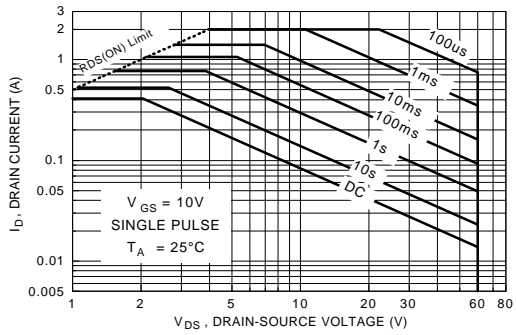 3
2
1
0.5
0.1
0.05
0.01
0.005
I D, DRAIN CURRENT (A)
RDS(ON) Limit
100us
1ms
10ms
100ms
1s
10s
DC
V GS = 10V
SINGLE PULSE
T A = 25°C
1 2 5 10 20 30 60 80
V DS , DRAIN-SOURCE VOLTAGE (V)